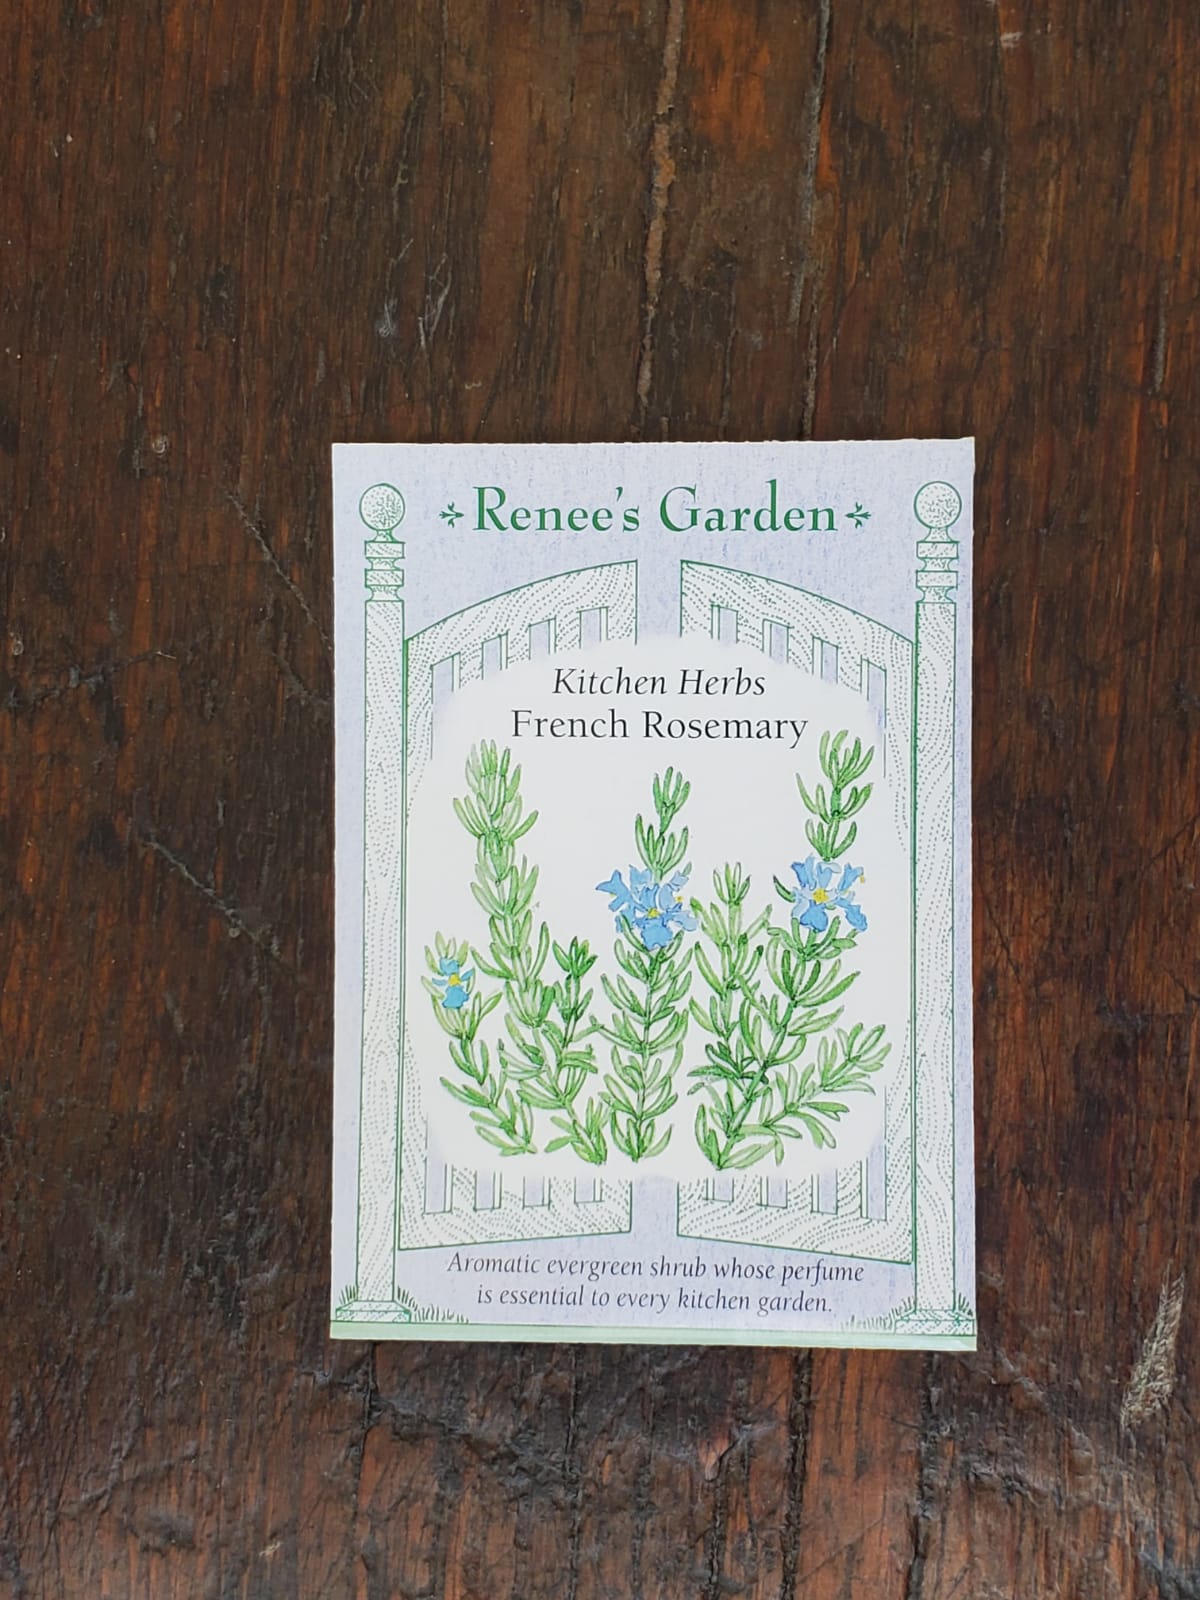 Renee's Garden
Kitchen Herbs
French Rosemary
Aromatic evergreen shrub whose perfume
is essential to every kitchen garden.